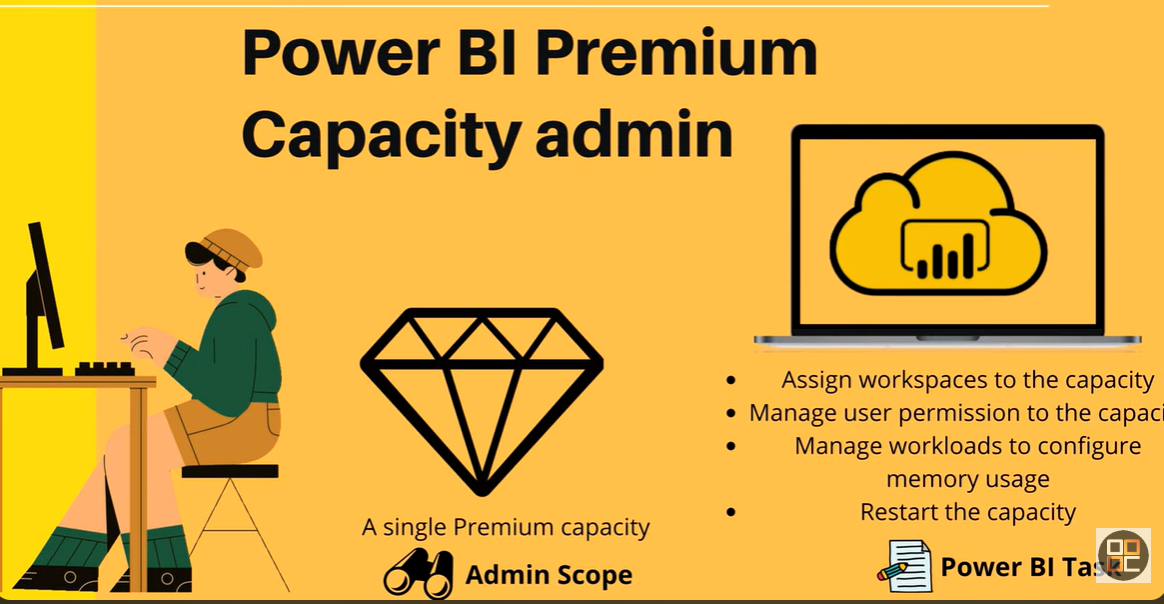 Power BI Premium
Capacity admin
A single Premium capacity
Admin Scope
• Assign workspaces to the capacity
• Manage user permission to the capaci
• Manage workloads to configure
memory usage
• Restart the capacity
Power BI Task